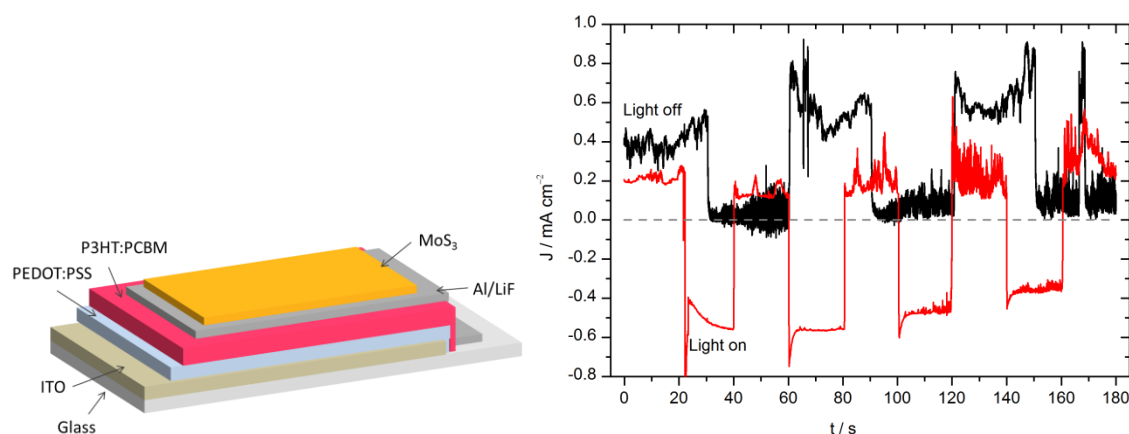 MoS3
P3HT:PCBM
PEDOT:PSS
Al/LiF
ITO
Glass
J / mA cm⁻²
1.0
0.8
0.6
0.4
0.2
0.0
-0.2
-0.4
-0.6
-0.8
Light off
Light on
0 20 40 60 80 100 120 140 160 180
t / s